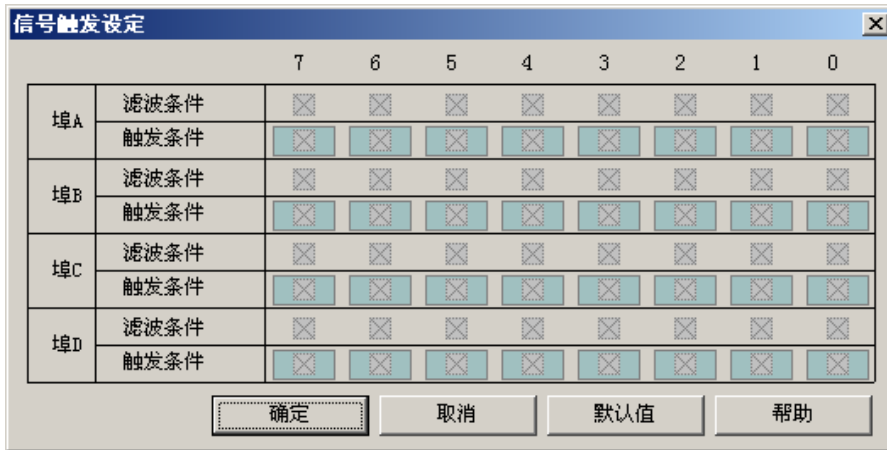 信号触发设定
7 6 5 4 3 2 1 0
埠A
滤波条件
触发条件
埠B
滤波条件
触发条件
埠C
滤波条件
触发条件
埠D
滤波条件
触发条件
确定 取消 默认值 帮助